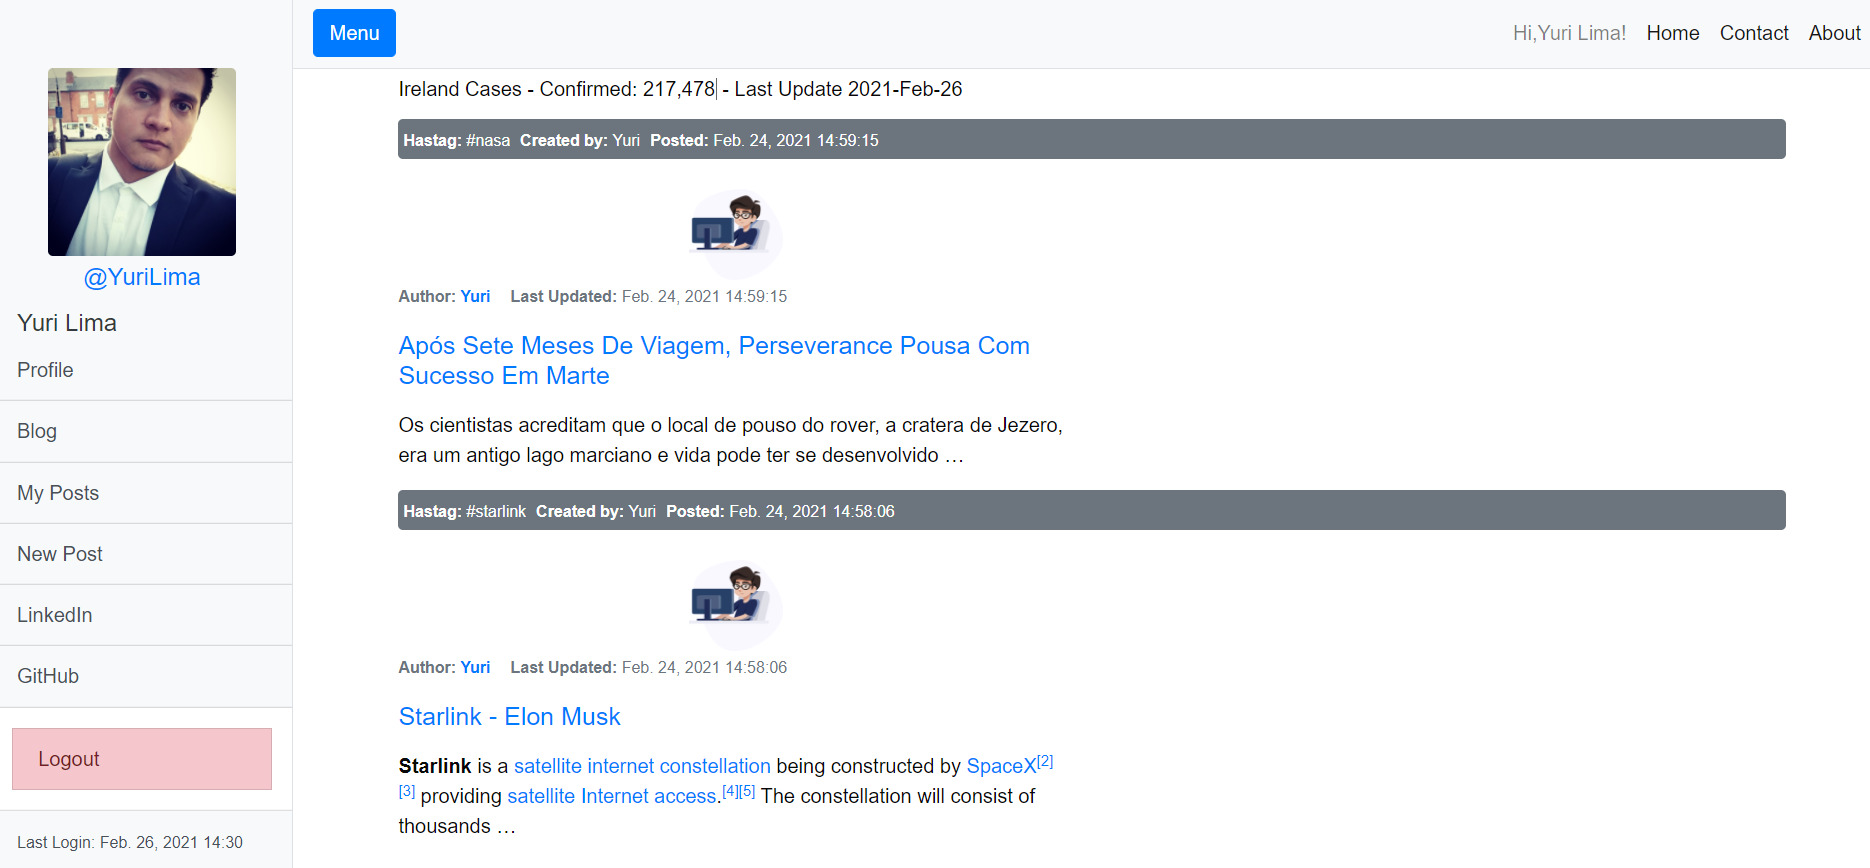 Menu
Hi,Yuri Lima! Home Contact About
@YuriLima
Yuri Lima
Profile
Blog
My Posts
New Post
LinkedIn
GitHub
Logout
Last Login: Feb. 26, 2021 14:30
Ireland Cases - Confirmed: 217,478 - Last Update 2021-Feb-26
Hastag: #nasa Created by: Yuri Posted: Feb. 24, 2021 14:59:15
Author: Yuri Last Updated: Feb. 24, 2021 14:59:15
Após Sete Meses De Viagem, Perseverance Pousa Com
Sucesso Em Marte
Os cientistas acreditam que o local de pouso do rover, a cratera de Jezero,
era um antigo lago marciano e vida pode ter se desenvolvido …
Hastag: #starlink Created by: Yuri Posted: Feb. 24, 2021 14:58:06
Author: Yuri Last Updated: Feb. 24, 2021 14:58:06
Starlink - Elon Musk
Starlink is a satellite internet constellation being constructed by SpaceX[2]
[3] providing satellite Internet access.[4][5] The constellation will consist of
thousands …